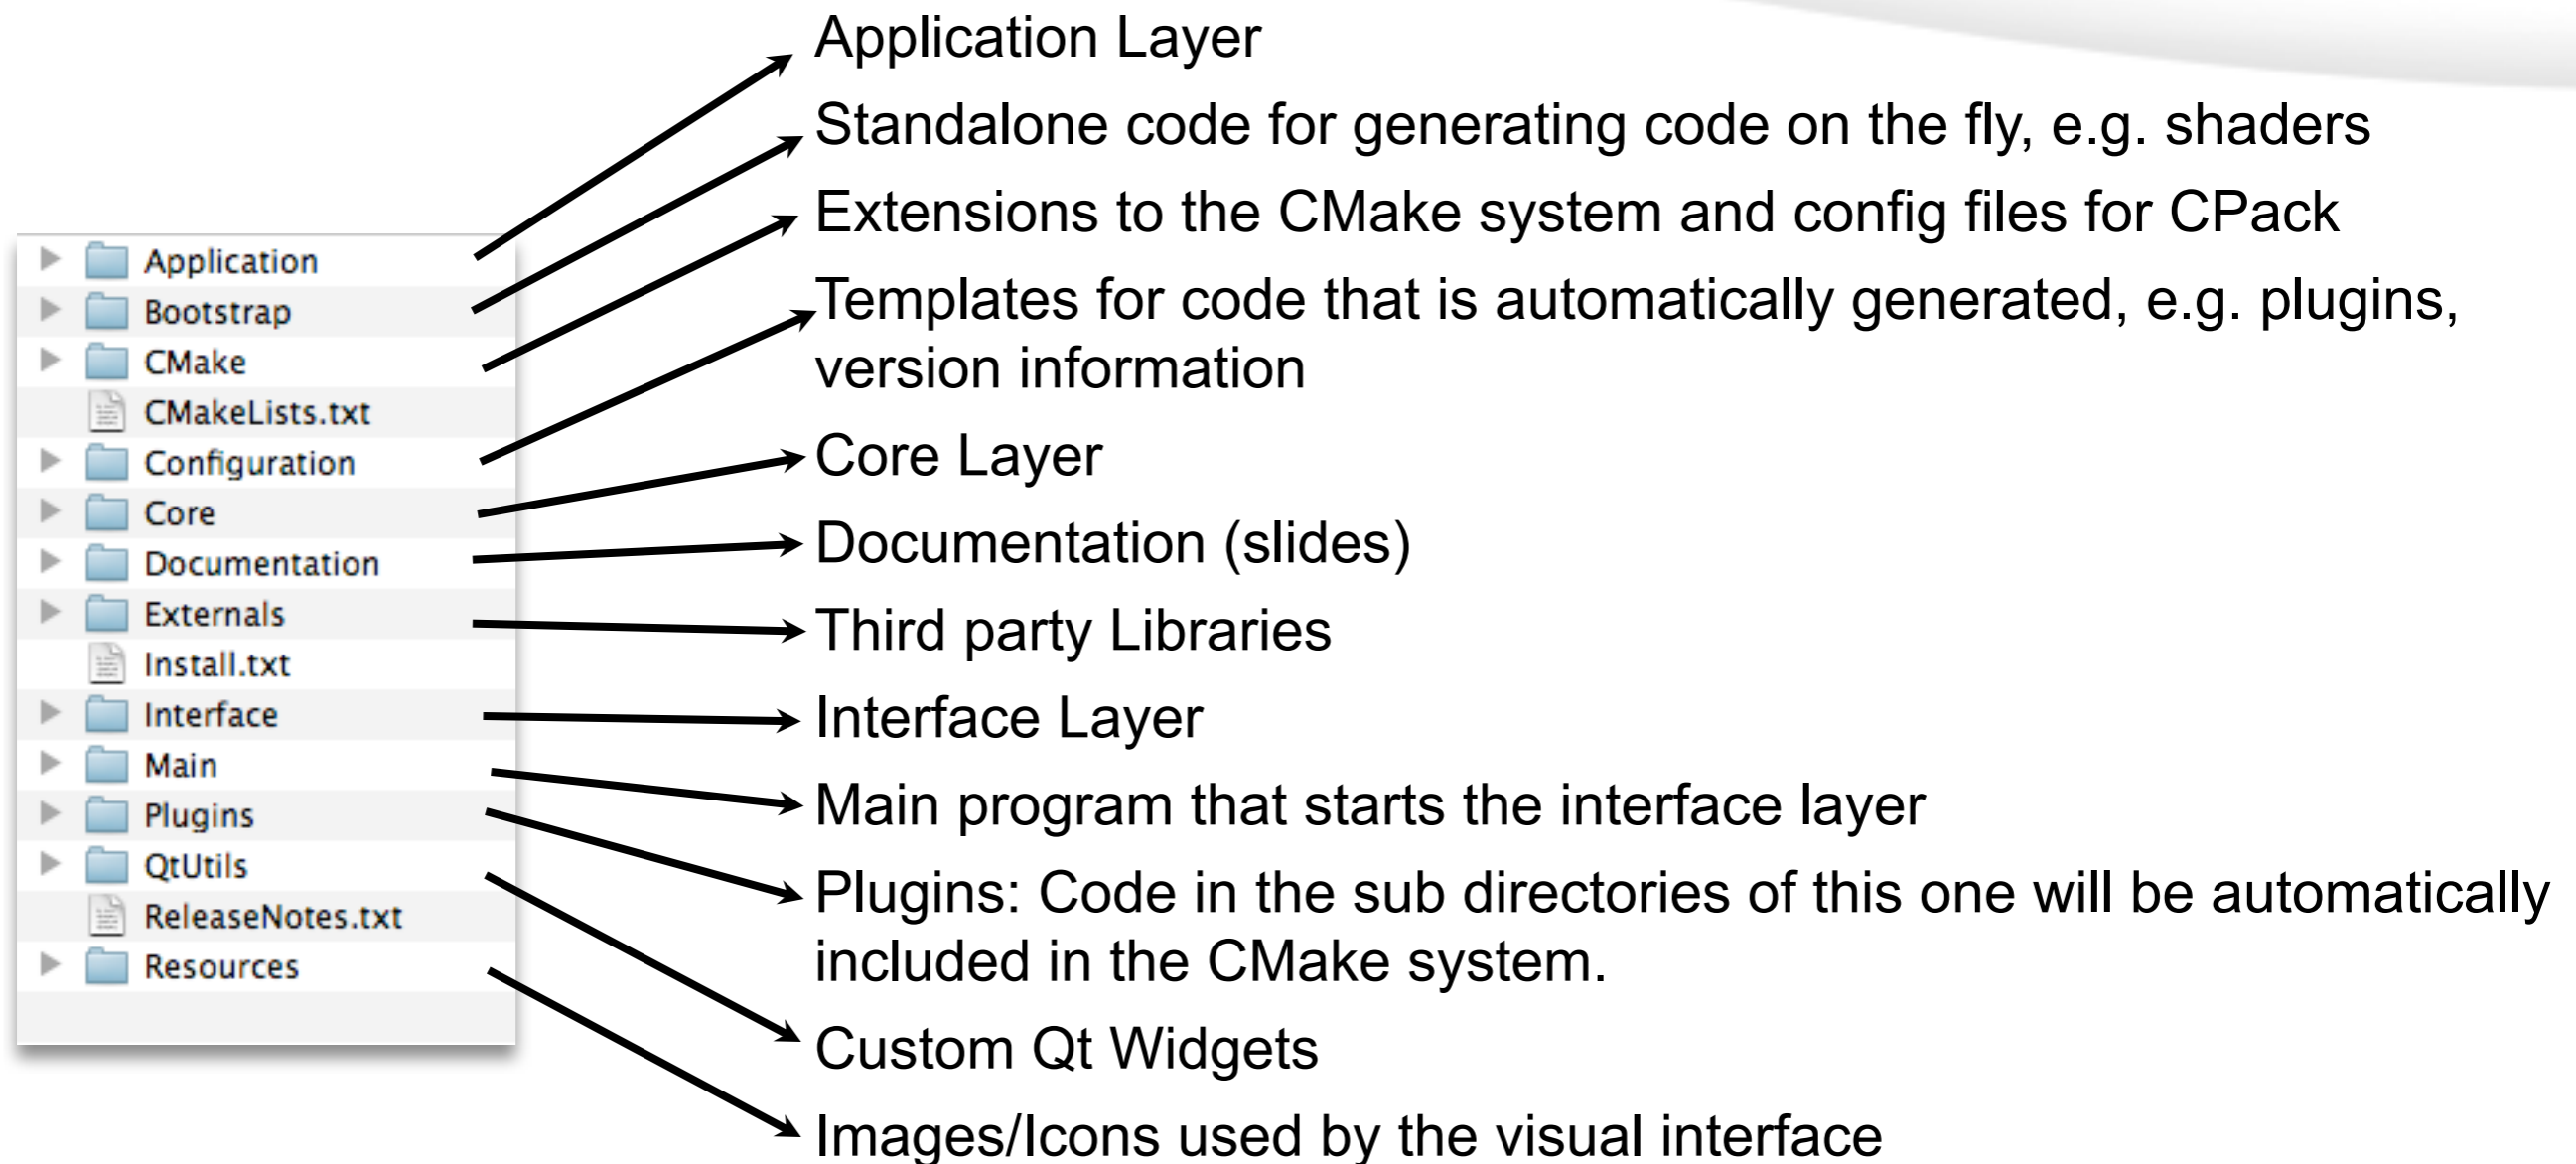 Application
Bootstrap
CMake
CMakeLists.txt
Configuration
Core
Documentation
Externals
Install.txt
Interface
Main
Plugins
QtUtils
ReleaseNotes.txt
Resources
Application Layer
Standalone code for generating code on the fly, e.g. shaders
Extensions to the CMake system and config files for CPack
Templates for code that is automatically generated, e.g. plugins,
version information
Core Layer
Documentation (slides)
Third party Libraries
Interface Layer
Main program that starts the interface layer
Plugins: Code in the sub directories of this one will be automatically
included in the CMake system.
Custom Qt Widgets
Images/Icons used by the visual interface